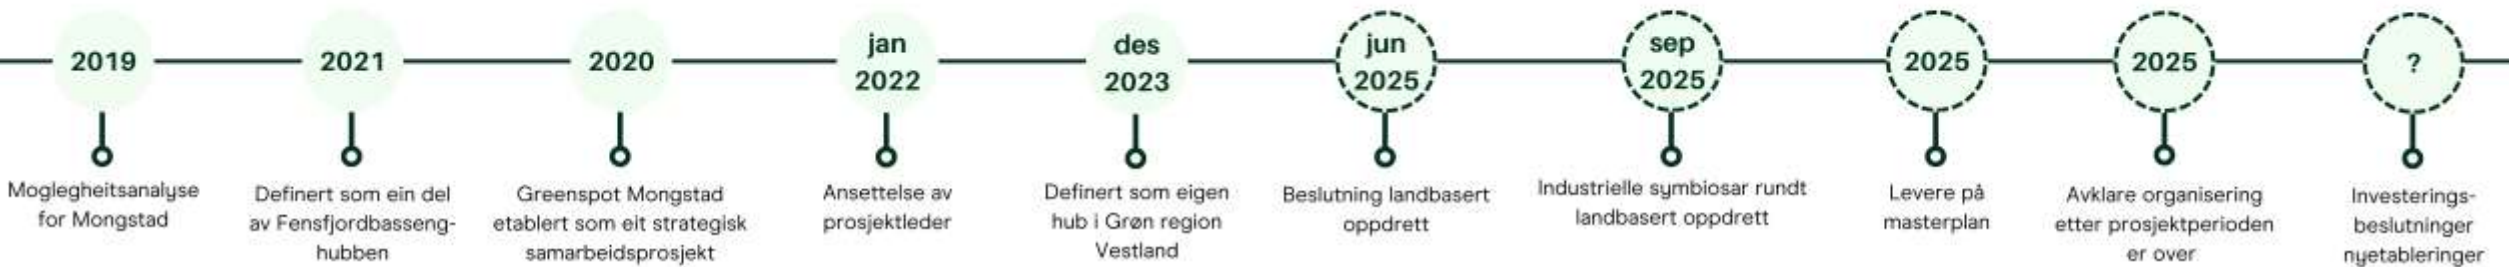 2019
Moglegheitsanalyse
for Mongstad
2021
Definert som ein del
av Fensfjordbasseng-
hubben
2020
Greenspot Mongstad
etablert som eit strategisk
samarbeidsprosjekt
jan
2022
Ansettelse av
prosjektleder
des
2023
Definert som eigen
hub i Grøn region
Vestland
jun
2025
Beslutning landbasert
oppdrett
sep
2025
Industrielle symbiosar rundt
landbasert oppdrett
2025
Levere på
masterplan
2025
Avklare organisering
etter prosjektperioden
er over
?
Investerings-
beslutninger
nyetableringer